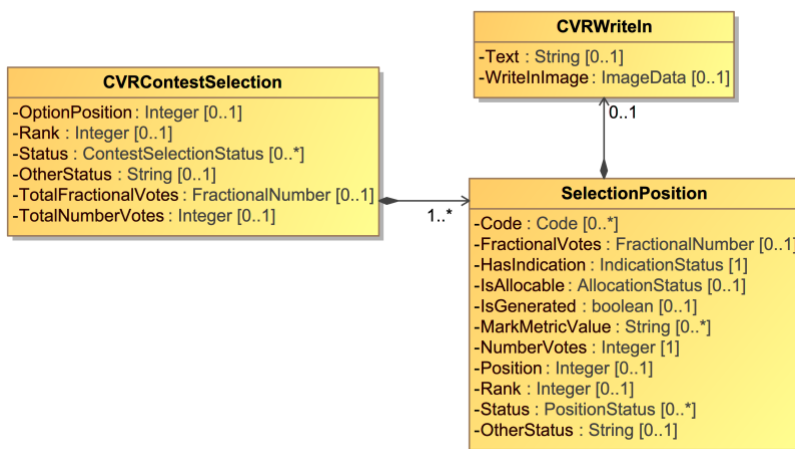 CVRWriteIn
-Text : String [0..1]
-WriteInImage : ImageData [0..1]
0..1
CVRContestSelection
-OptionPosition : Integer [0..1]
-Rank : Integer [0..1]
-Status : ContestSelectionStatus [0..*]
-OtherStatus : String [0..1]
-TotalFractionalVotes : FractionalNumber [0..1]
-TotalNumberVotes : Integer [0..1]
1..*
SelectionPosition
-Code : Code [0..*]
-FractionalVotes : FractionalNumber [0..1]
-HasIndication : IndicationStatus [1]
-IsAllocable : AllocationStatus [0..1]
-IsGenerated : boolean [0..1]
-MarkMetricValue : String [0..*]
-NumberVotes : Integer [1]
-Position : Integer [0..1]
-Rank : Integer [0..1]
-Status : PositionStatus [0..*]
-OtherStatus : String [0..1]